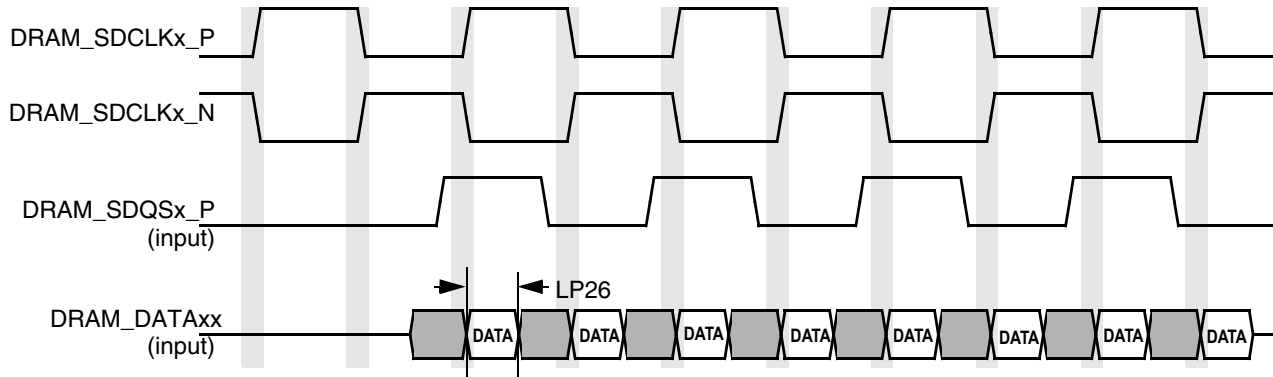 DRAM_SDCLKx_P
DRAM_SDCLKx_N
DRAM_SDQSx_P
(input)
LP26
DRAM_DATAxx
(input)
DATA DATA DATA DATA DATA DATA DATA DATA